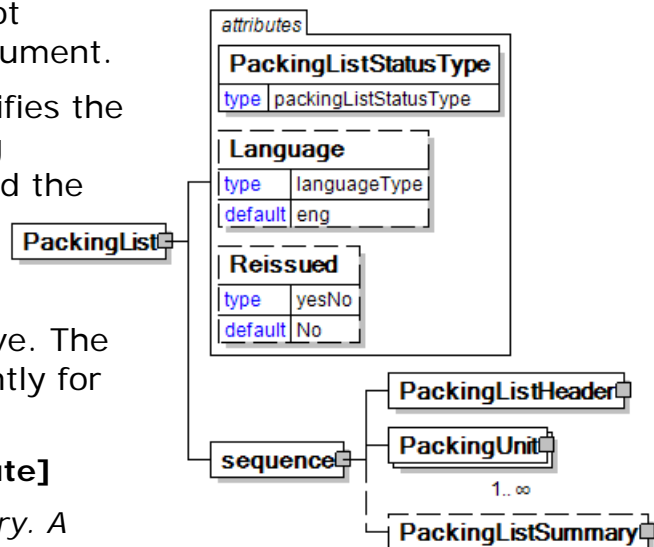 ot
ument.
ifies the
g
d the
ve. The
ntly for
ute]
ry. A
attributes
PackingListStatusType
type packingListStatusType
Language
type languageType
default eng
Reissued
type yesNo
default No
PackingList
sequence
PackingListHeader
PackingUnit
1.. ∞
PackingListSummary